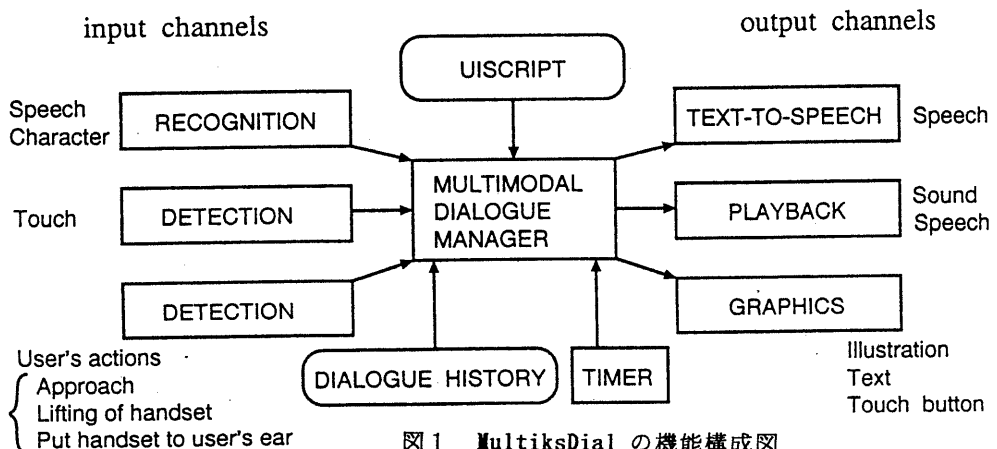 input channels
output channels
UISCRIPT
Speech
Character
RECOGNITION
TEXT-TO-SPEECH
Speech
MULTIMODAL
DIALOGUE
MANAGER
Touch
DETECTION
PLAYBACK
Sound
Speech
DETECTION
GRAPHICS
User's actions
Approach
Lifting of handset
Put handset to user's ear
DIALOGUE HISTORY
TIMER
Illustration
Text
Touch button
図1 MultiksDial の機能構成図